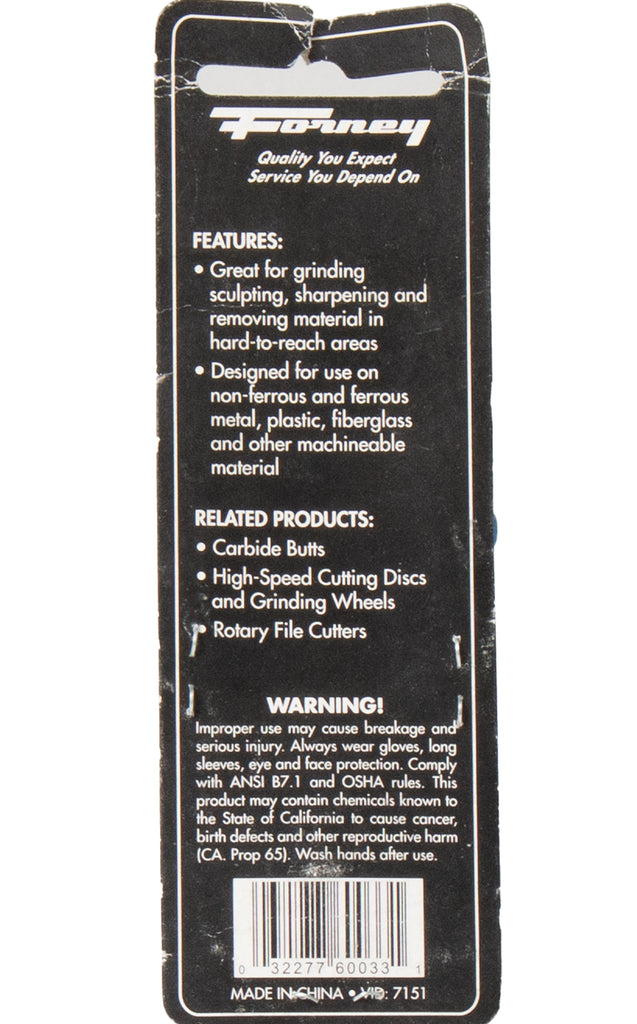 Forney
Quality You Expect
Service You Depend On
FEATURES:
• Great for grinding
sculpting, sharpening and
removing material in
hard-to-reach areas
• Designed for use on
non-ferrous and ferrous
metal, plastic, fiberglass
and other machineable
material
RELATED PRODUCTS:
• Carbide Butts
• High-Speed Cutting Discs
and Grinding Wheels
• Rotary File Cutters
WARNING!
Improper use may cause breakage and
serious injury. Always wear gloves, long
sleeves, eye and face protection. Comply
with ANSI B7.1 and OSHA rules. This
product may contain chemicals known to
the State of California to cause cancer,
birth defects and other reproductive harm
(CA. Prop 65). Wash hands after use.
0 32277 60033 1
MADE IN CHINA • VID: 7151